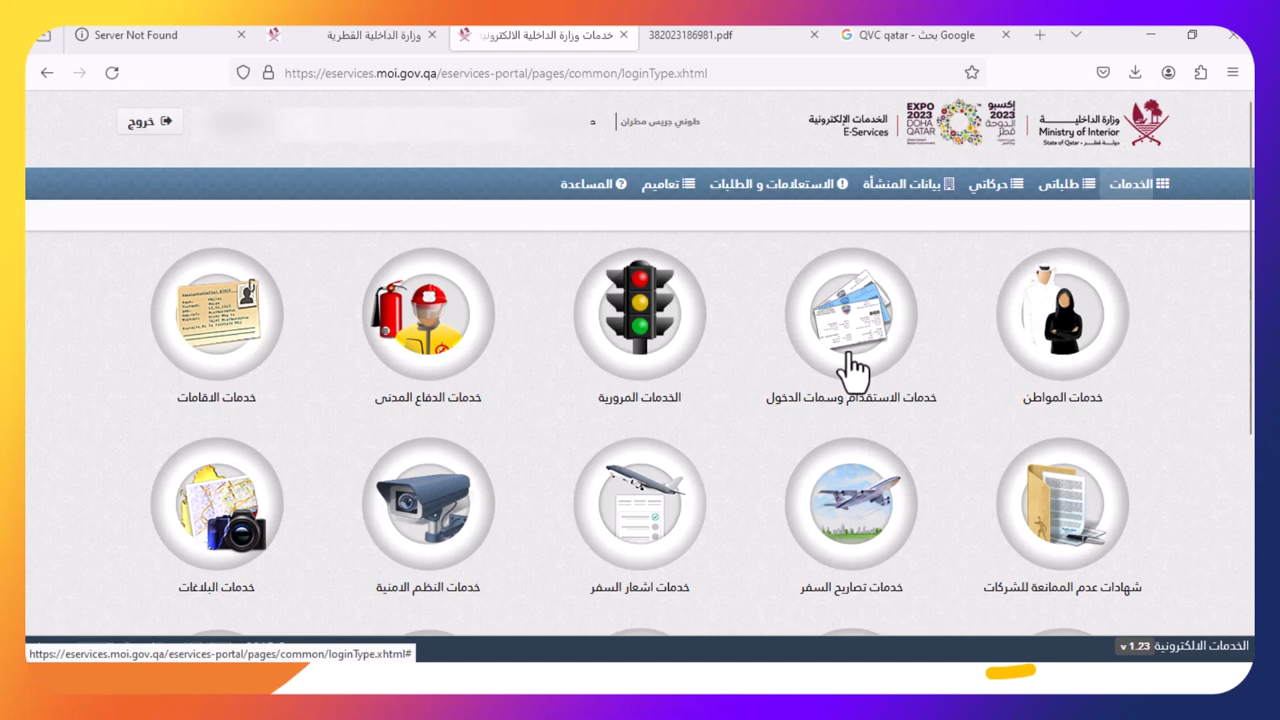 Server Not Found
وزارة الداخلية القطرية
خدمات وزارة الداخلية الالكترونية
382023186981.pdf
QVC qatar - بحث Google
https://eservices.moi.gov.qa/eservices-portal/pages/common/loginType.xhtml
خروج
طوني جريس مطران
الخدمات الإلكترونية
E-Services
EXPO 2023 DOHA QATAR
إكسبو 2023 الدوحة قطر
وزارة الداخلية
Ministry of Interior
State of Qatar دولة قطر
الخدمات
طلباتى
حركاتي
بيانات المنشأة
الاستعلامات و الطلبات
تعاميم
المساعدة
خدمات المواطن
خدمات الاستقدام وسمات الدخول
الخدمات المرورية
خدمات الدفاع المدنى
خدمات الاقامات
شهادات عدم الممانعة للشركات
خدمات تصاريح السفر
خدمات اشعار السفر
خدمات النظم الامنية
خدمات البلاغات
الخدمات الالكترونية v 1.23
https://eservices.moi.gov.qa/eservices-portal/pages/common/loginType.xhtml#